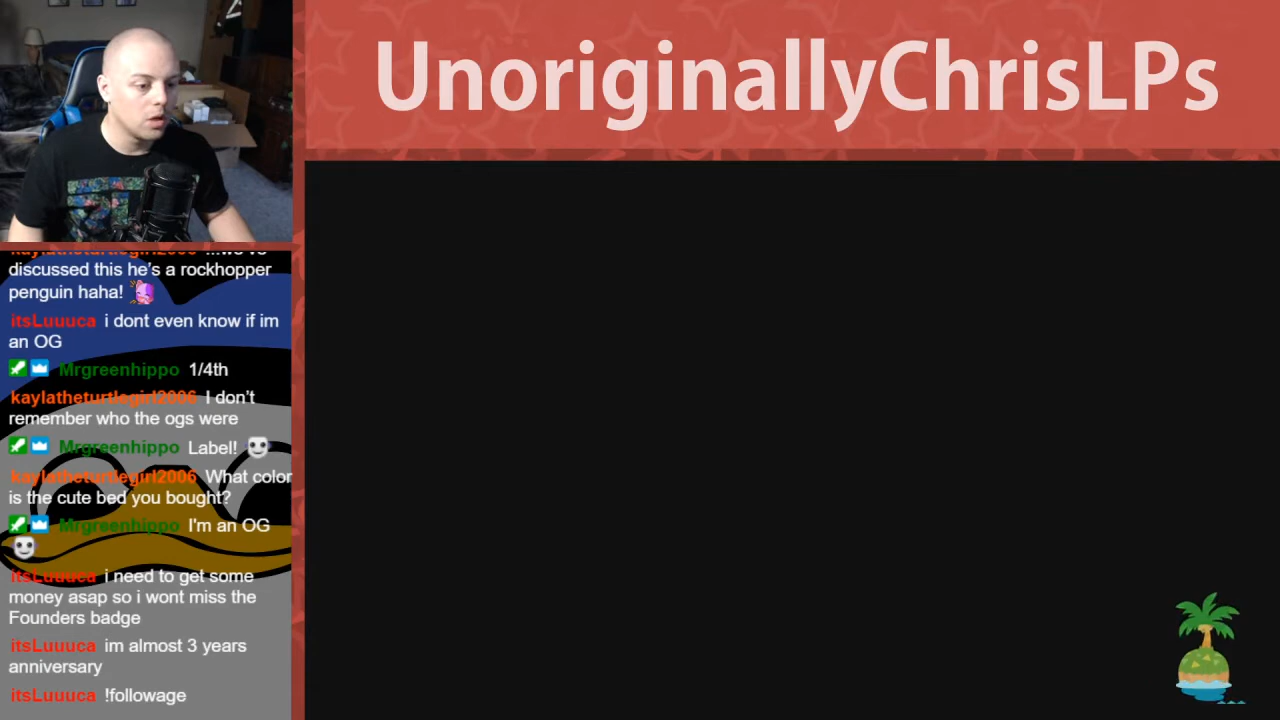 UnoriginallyChrisLPs
kaylatheturtlegirl2006 ...we've
discussed this he's a rockhopper
penguin haha!
itsLuuuca i dont even know if im
an OG
Mrgreenhippo 1/4th
kaylatheturtlegirl2006 I don't
remember who the ogs were
Mrgreenhippo Label!
kaylatheturtlegirl2006 What color
is the cute bed you bought?
Mrgreenhippo I'm an OG
itsLuuuca i need to get some
money asap so i wont miss the
Founders badge
itsLuuuca im almost 3 years
anniversary
itsLuuuca !followage